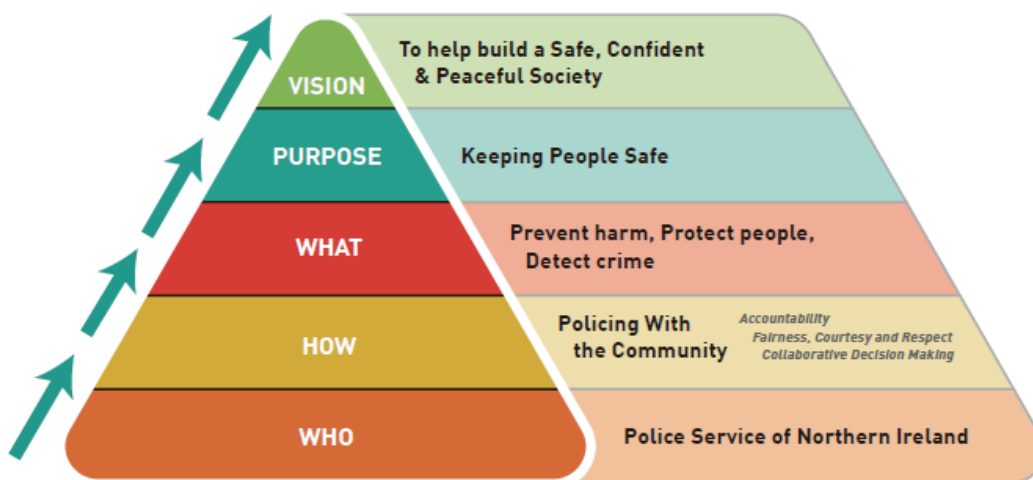 VISION
To help build a Safe, Confident
& Peaceful Society
PURPOSE
Keeping People Safe
WHAT
Prevent harm, Protect people,
Detect crime
HOW
Policing With
the Community
Accountability
Fairness, Courtesy and Respect
Collaborative Decision Making
WHO
Police Service of Northern Ireland